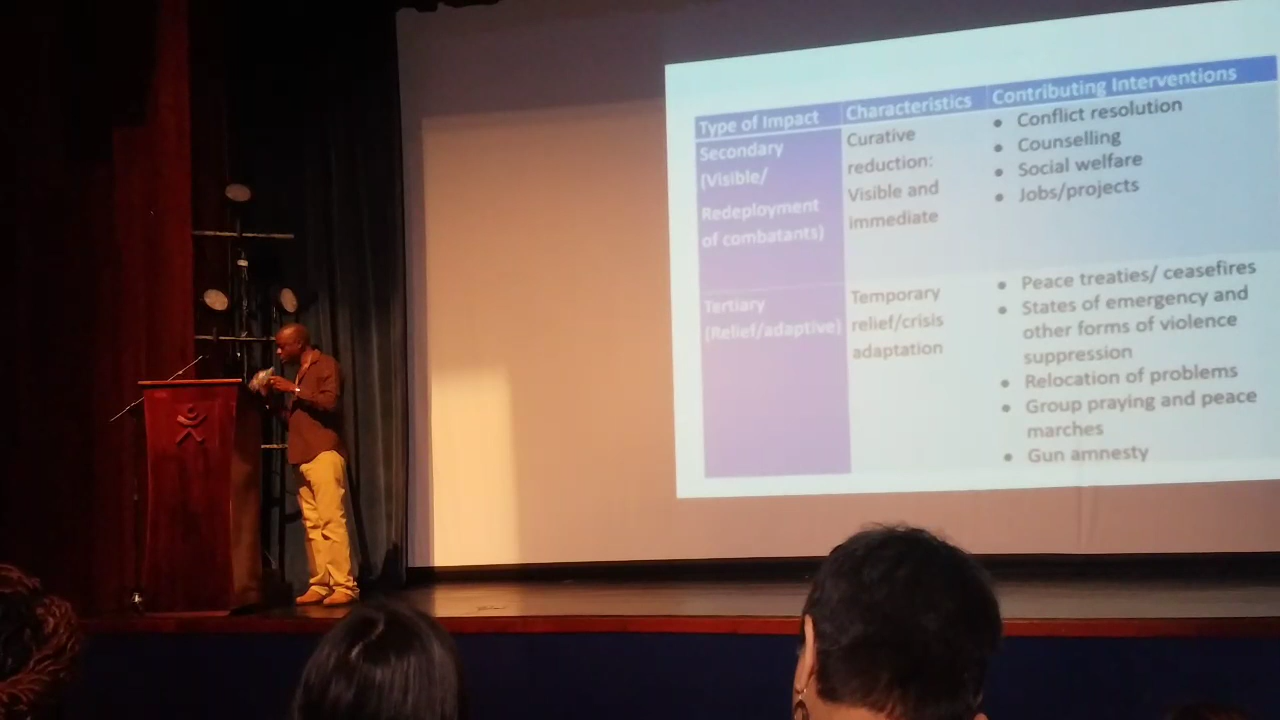 Type of Impact
Characteristics
Contributing Interventions
Secondary
(Visible/
Redeployment
of combatants)
Curative
reduction:
Visible and
immediate
• Conflict resolution
• Counselling
• Social welfare
• Jobs/projects
Tertiary
(Relief/adaptive)
Temporary
relief/crisis
adaptation
• Peace treaties/ ceasefires
• States of emergency and
other forms of violence
suppression
• Relocation of problems
• Group praying and peace
marches
• Gun amnesty